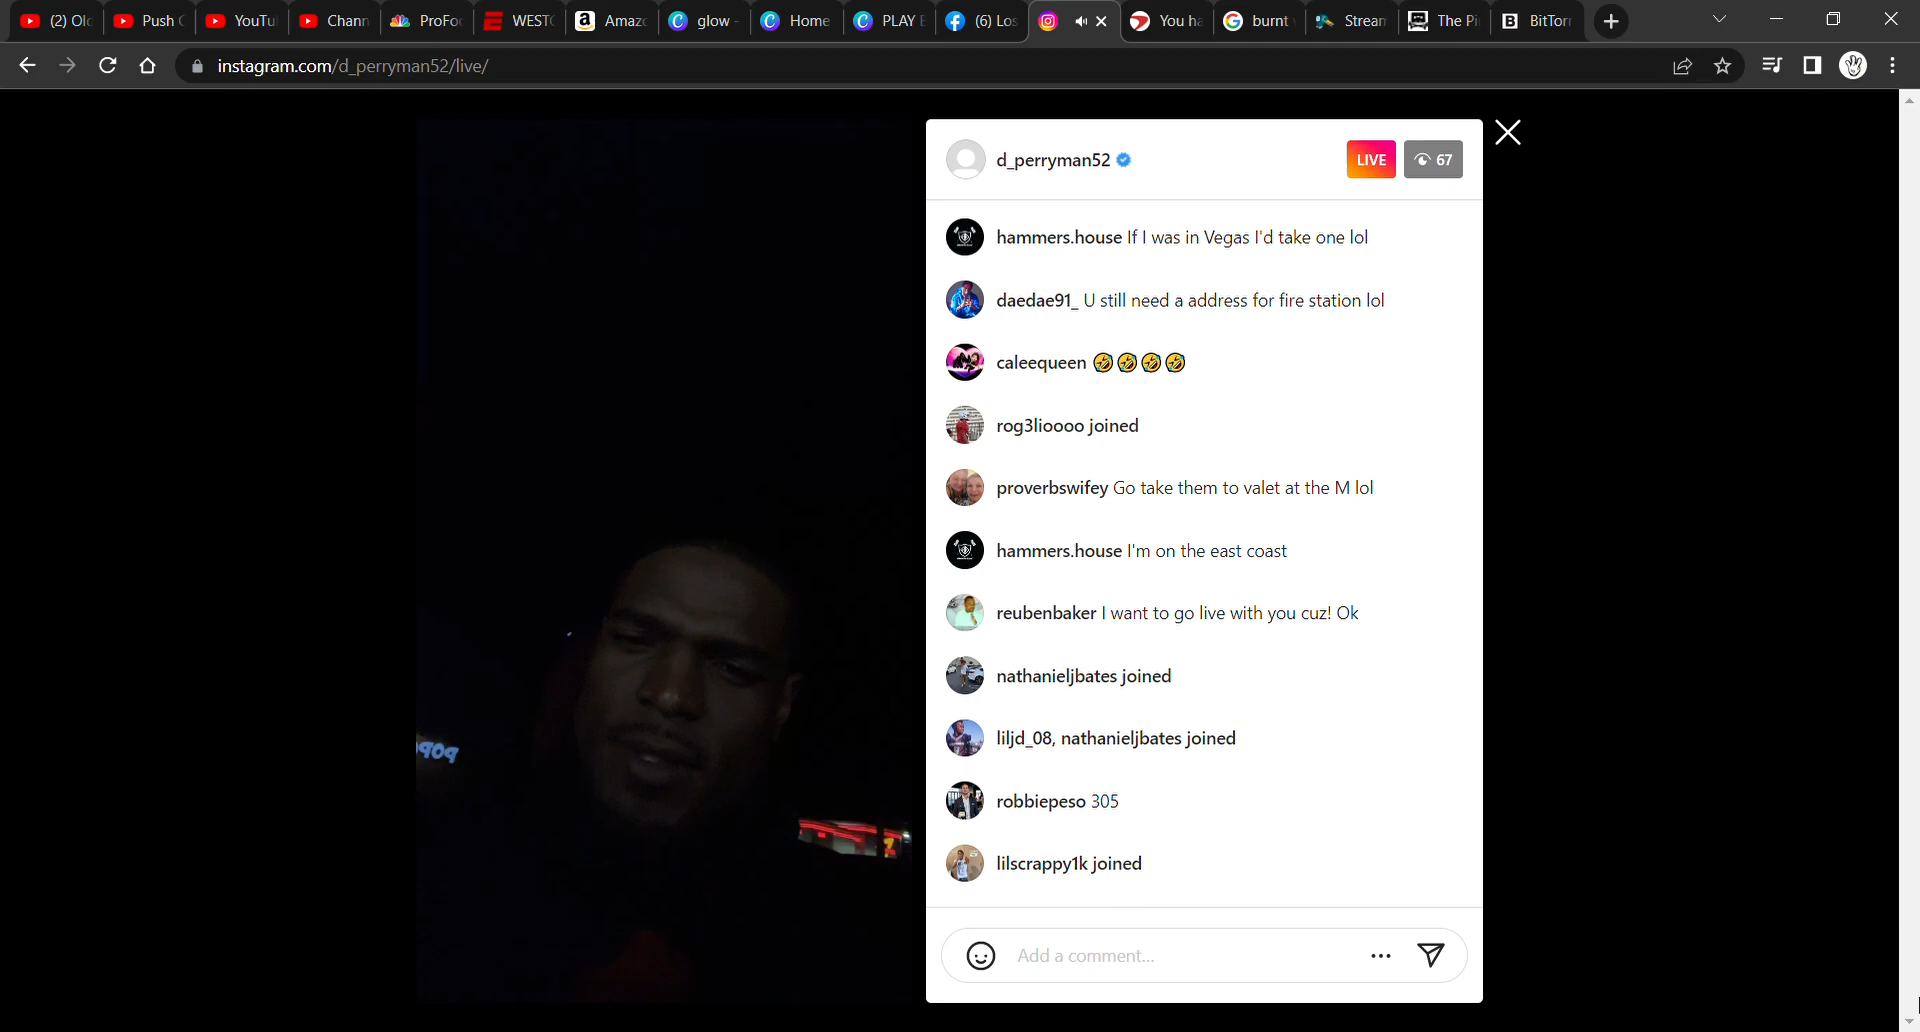 (2) Old
Push
YouTu
Chann
ProFo
WEST
Amaz
glow
Home
PLAY
(6) Los
You ha
burnt
Stream
The Pi
BitTorr
instagram.com/d_perryman52/live/
d_perryman52
LIVE
67
hammers.house If I was in Vegas I'd take one lol
daedae91_ U still need a address for fire station lol
caleequeen 🤣🤣🤣🤣
rog3lioooo joined
proverbswifey Go take them to valet at the M lol
hammers.house I'm on the east coast
reubenbaker I want to go live with you cuz! Ok
nathanieljbates joined
liljd_08, nathanieljbates joined
robbiepeso 305
lilscrappy1k joined
Add a comment...